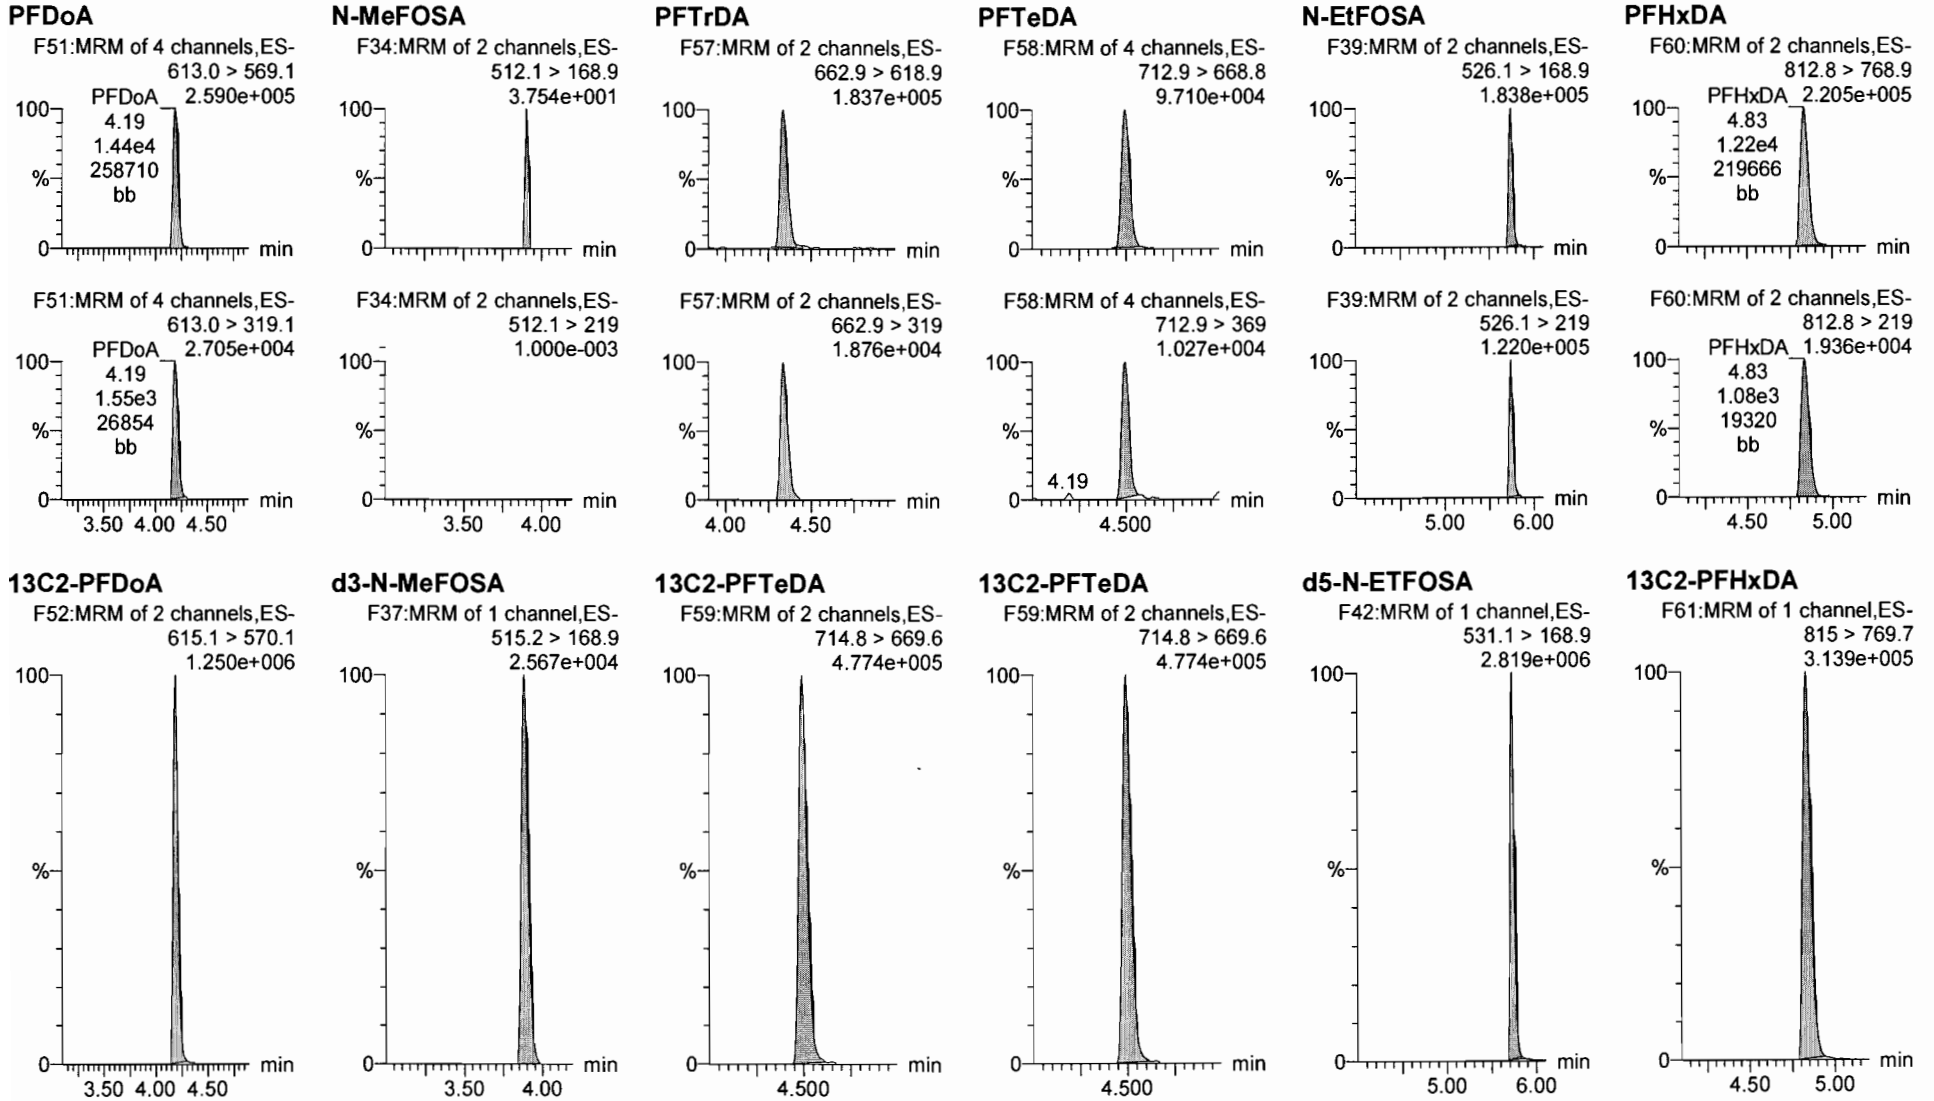 PFDoA
F51:MRM of 4 channels,ES-
613.0 > 569.1
PFDoA 2.590e+005
100
4.19
1.44e4
258710
%
bb
0
min
F51:MRM of 4 channels,ES-
613.0 > 319.1
PFDoA 2.705e+004
100
4.19
1.55e3
26854
%
bb
0
min
3.50 4.00 4.50
N-MeFOSA
F34:MRM of 2 channels,ES-
512.1 > 168.9
3.754e+001
100
%
0
min
F34:MRM of 2 channels,ES-
512.1 > 219
1.000e-003
100
%
0
min
3.50 4.00
PFTrDA
F57:MRM of 2 channels,ES-
662.9 > 618.9
1.837e+005
100
%
0
min
F57:MRM of 2 channels,ES-
662.9 > 319
1.876e+004
100
%
0
min
4.00 4.50
PFTeDA
F58:MRM of 4 channels,ES-
712.9 > 668.8
9.710e+004
100
%
0
min
F58:MRM of 4 channels,ES-
712.9 > 369
1.027e+004
100
%
4.19
0
min
4.500
N-EtFOSA
F39:MRM of 2 channels,ES-
526.1 > 168.9
1.838e+005
100
%
0
min
F39:MRM of 2 channels,ES-
526.1 > 219
1.220e+005
100
%
0
min
5.00 6.00
PFHxDA
F60:MRM of 2 channels,ES-
812.8 > 768.9
PFHxDA 2.205e+005
100
4.83
1.22e4
219666
%
bb
0
min
F60:MRM of 2 channels,ES-
812.8 > 219
PFHxDA 1.936e+004
100
4.83
1.08e3
19320
%
bb
0
min
4.50 5.00
13C2-PFDoA
F52:MRM of 2 channels,ES-
615.1 > 570.1
1.250e+006
100
%
0
min
3.50 4.00 4.50
d3-N-MeFOSA
F37:MRM of 1 channel,ES-
515.2 > 168.9
2.567e+004
100
%
0
min
3.50 4.00
13C2-PFTeDA
F59:MRM of 2 channels,ES-
714.8 > 669.6
4.774e+005
100
%
0
min
4.500
13C2-PFTeDA
F59:MRM of 2 channels,ES-
714.8 > 669.6
4.774e+005
100
%
0
min
4.500
d5-N-ETFOSA
F42:MRM of 1 channel,ES-
531.1 > 168.9
2.819e+006
100
%
0
min
5.00 6.00
13C2-PFHxDA
F61:MRM of 1 channel,ES-
815 > 769.7
3.139e+005
100
%
0
min
4.50 5.00